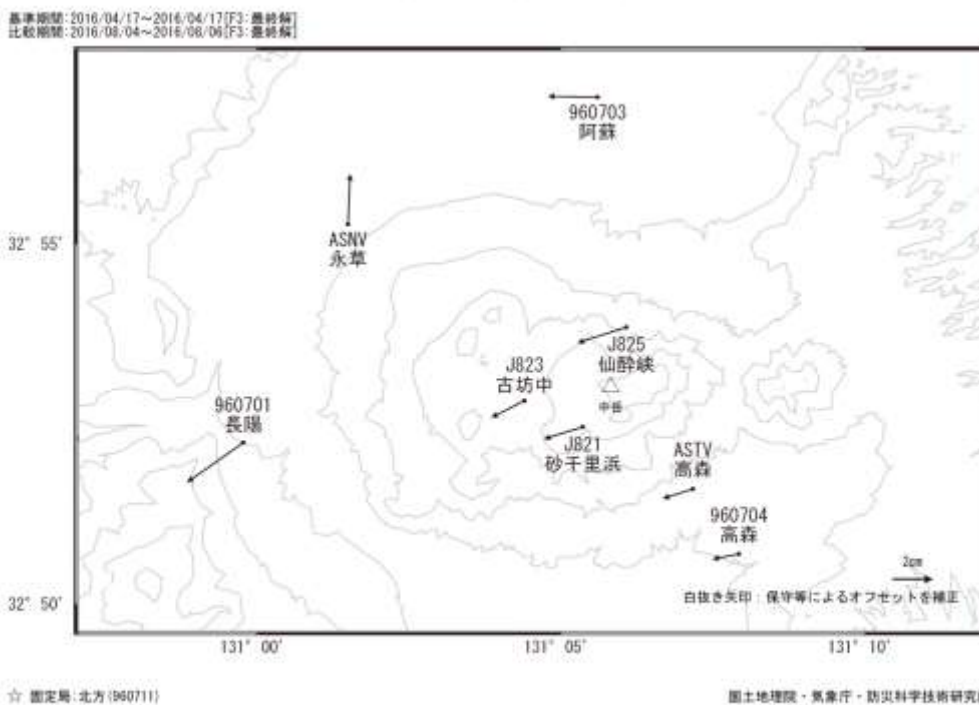 基準期間:2016/04/17~2016/04/17[F3:最終解]
比較期間:2016/08/04~2016/08/06[F3:最終解]
960703
阿蘇
ASNV
永草
32° 55'
J825
仙酔峡
J823
古坊中
中岳
960701
長陽
J821
砂千里浜
ASTV
高森
960704
高森
2cm
白抜き矢印:保守等によるオフセットを補正
32° 50'
131° 00'
131° 05'
131° 10'
☆ 固定局:北方(960711)
国土地理院・気象庁・防災科学技術研究